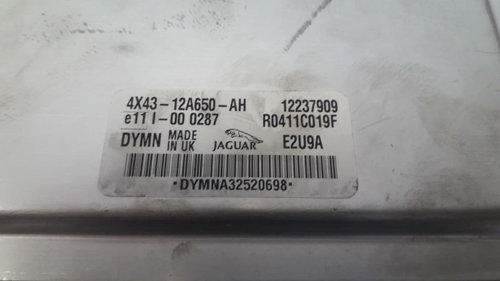 4X43-12A650-AH 12237909
e11 I-00 0287 R0411C019F
DYMN MADE IN UK JAGUAR E2U9A
·DYMNA32520698·